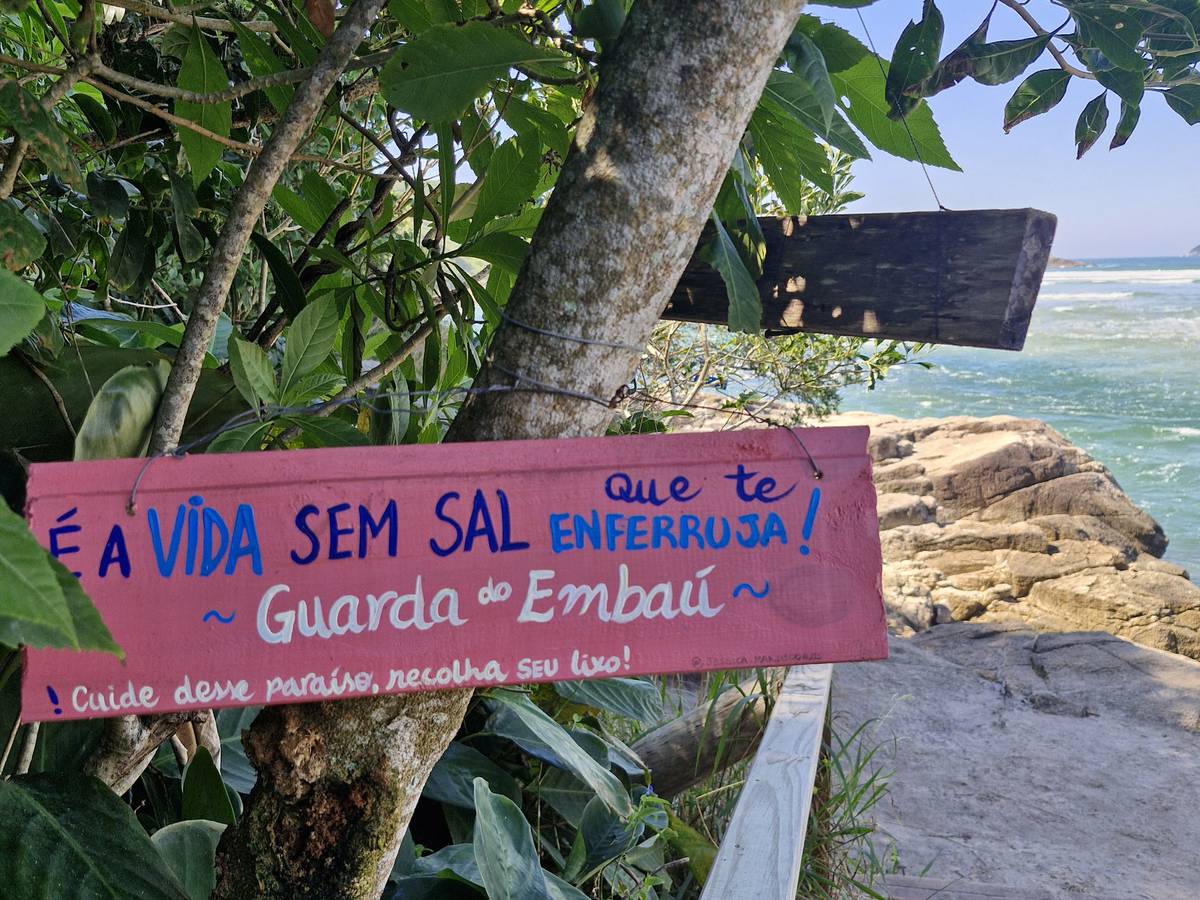 É A VIDA SEM SAL QUE TE ENFERRUJA!
~ Guarda do Embaú ~
! Cuide desse paraíso, recolha SEU lixo!